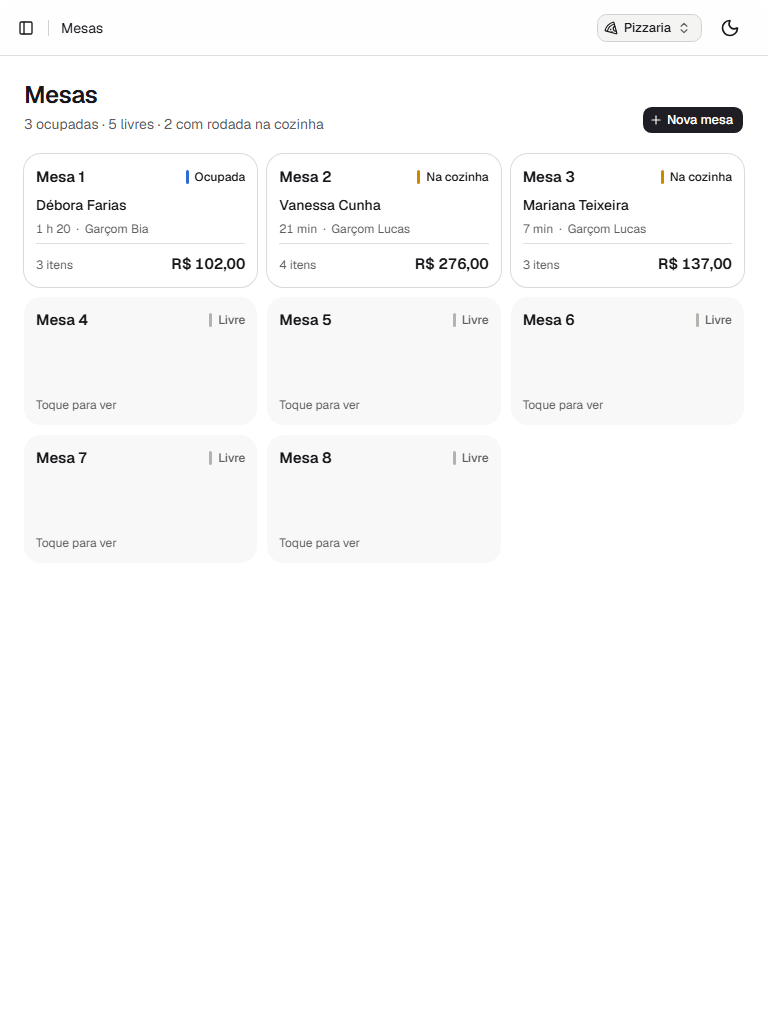 Mesas
Pizzaria
Mesas
3 ocupadas · 5 livres · 2 com rodada na cozinha
Nova mesa
Mesa 1
Ocupada
Débora Farias
1 h 20 · Garçom Bia
3 itens
R$ 102,00
Mesa 2
Na cozinha
Vanessa Cunha
21 min · Garçom Lucas
4 itens
R$ 276,00
Mesa 3
Na cozinha
Mariana Teixeira
7 min · Garçom Lucas
3 itens
R$ 137,00
Mesa 4
Livre
Toque para ver
Mesa 5
Livre
Toque para ver
Mesa 6
Livre
Toque para ver
Mesa 7
Livre
Toque para ver
Mesa 8
Livre
Toque para ver